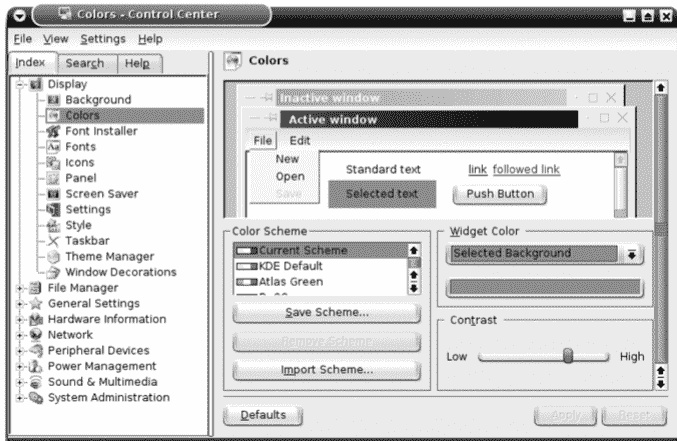 Colors - Control Center
File View Settings Help
Index Search Help
Display
Background
Colors
Font Installer
Fonts
Icons
Panel
Screen Saver
Settings
Style
Taskbar
Theme Manager
Window Decorations
File Manager
General Settings
Hardware Information
Network
Peripheral Devices
Power Management
Sound & Multimedia
System Administration
Colors
Inactive window
Active window
File Edit
New
Open
Save
Standard text
link followed link
Selected text
Push Button
Color Scheme
Current Scheme
KDE Default
Atlas Green
Save Scheme...
Remove Scheme
Import Scheme...
Widget Color
Selected Background
Contrast
Low High
Defaults
Apply Reset